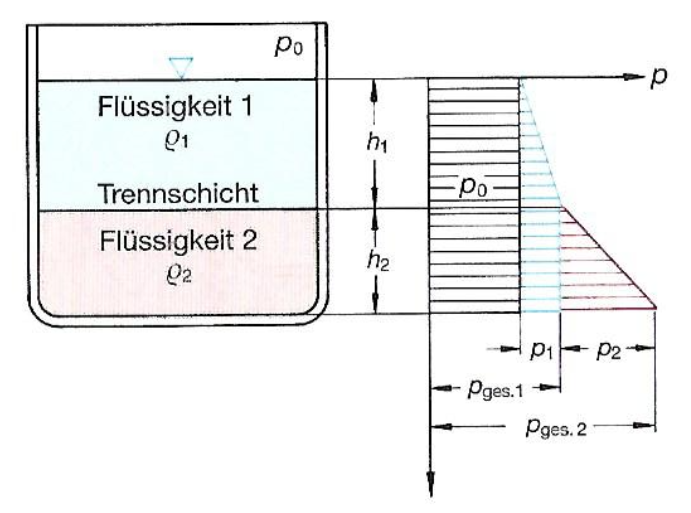 p₀
Flüssigkeit 1
ϱ₁
Trennschicht
Flüssigkeit 2
ϱ₂
h₁
h₂
p
p₀
p₁
p₂
pges.1
pges.2